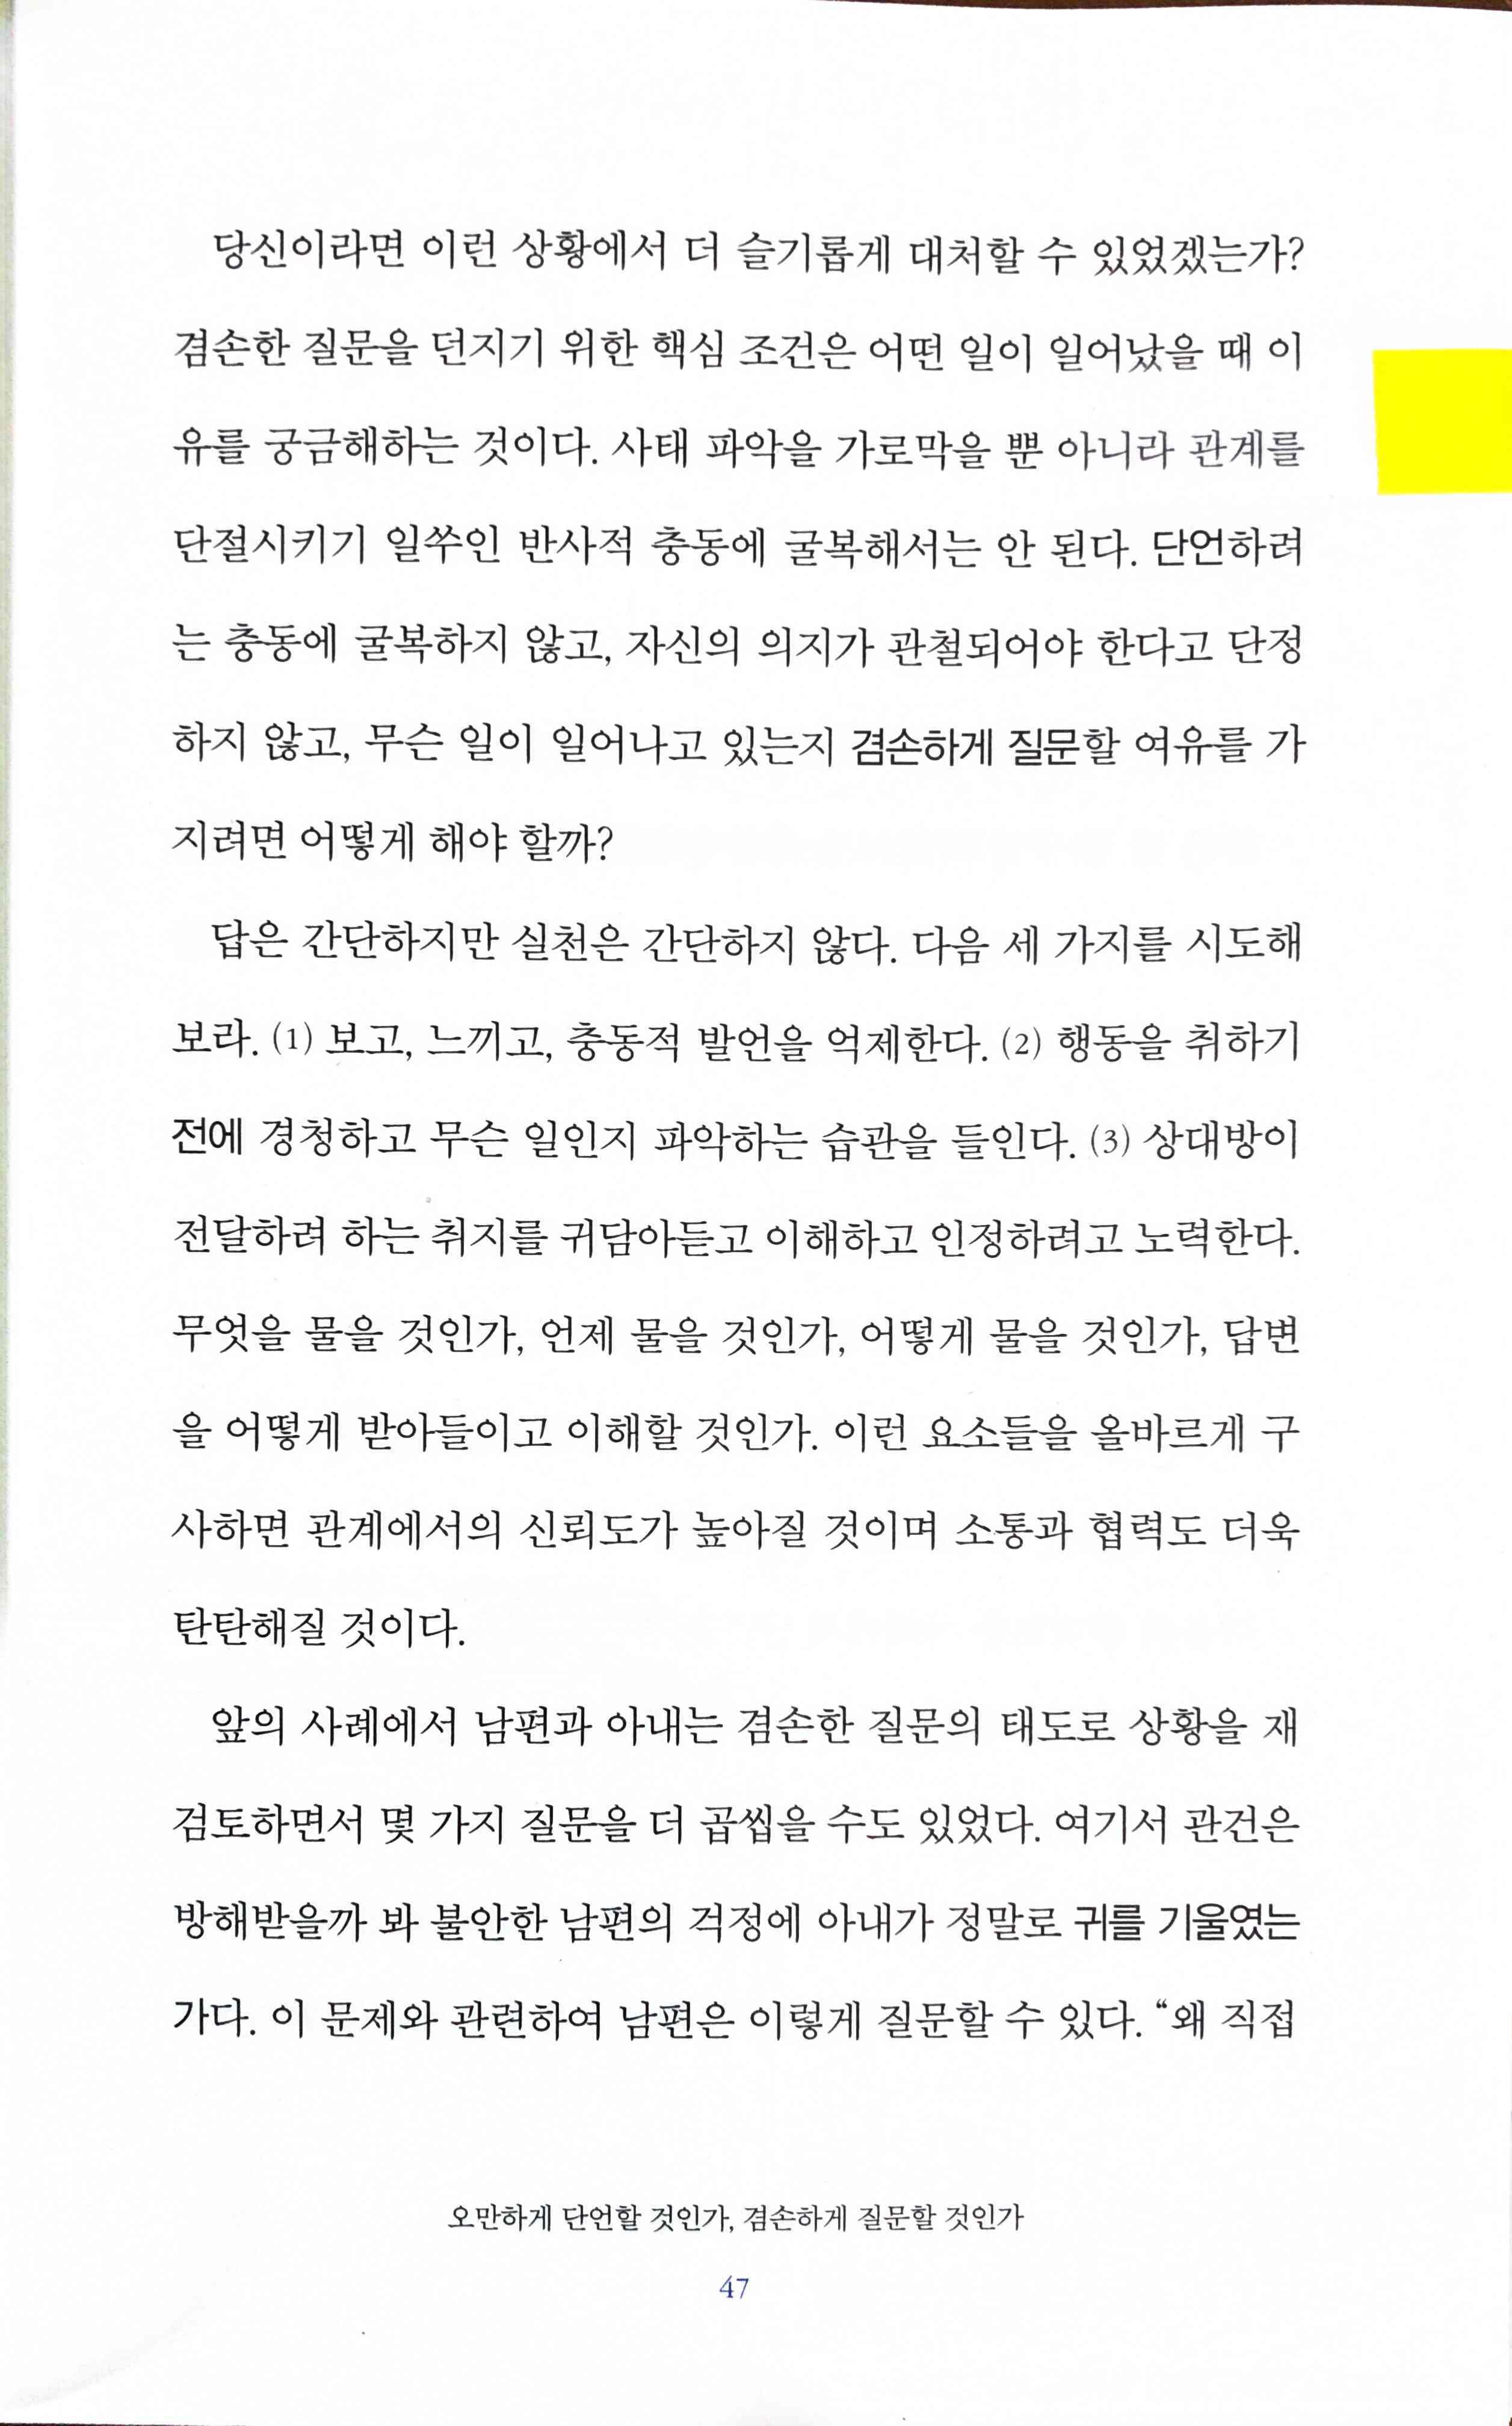 당신이라면 이런 상황에서 더 슬기롭게 대처할 수 있었겠는가?
겸손한 질문을 던지기 위한 핵심 조건은 어떤 일이 일어났을 때 이
유를 궁금해하는 것이다. 사태 파악을 가로막을 뿐 아니라 관계를
단절시키기 일쑤인 반사적 충동에 굴복해서는 안 된다. 단언하려
는 충동에 굴복하지 않고, 자신의 의지가 관철되어야 한다고 단정
하지 않고, 무슨 일이 일어나고 있는지 겸손하게 질문할 여유를 가
지려면 어떻게 해야 할까?
답은 간단하지만 실천은 간단하지 않다. 다음 세 가지를 시도해
보라. (1) 보고, 느끼고, 충동적 발언을 억제한다. (2) 행동을 취하기
전에 경청하고 무슨 일인지 파악하는 습관을 들인다. (3) 상대방이
전달하려 하는 취지를 귀담아듣고 이해하고 인정하려고 노력한다.
무엇을 물을 것인가, 언제 물을 것인가, 어떻게 물을 것인가, 답변
을 어떻게 받아들이고 이해할 것인가. 이런 요소들을 올바르게 구
사하면 관계에서의 신뢰도가 높아질 것이며 소통과 협력도 더욱
탄탄해질 것이다.
앞의 사례에서 남편과 아내는 겸손한 질문의 태도로 상황을 재
검토하면서 몇 가지 질문을 더 곱씹을 수도 있었다. 여기서 관건은
방해받을까 봐 불안한 남편의 걱정에 아내가 정말로 귀를 기울였는
가다. 이 문제와 관련하여 남편은 이렇게 질문할 수 있다. “왜 직접
오만하게 단언할 것인가, 겸손하게 질문할 것인가
47